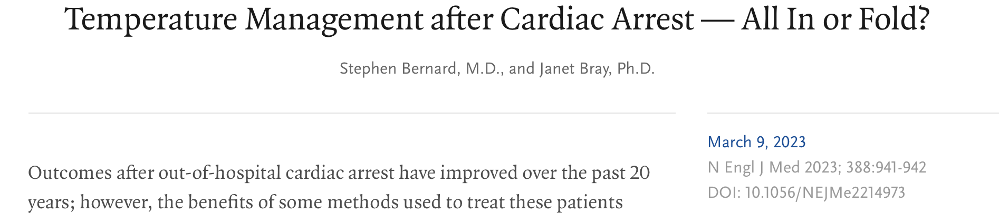 Temperature Management after Cardiac Arrest — All In or Fold?
Stephen Bernard, M.D., and Janet Bray, Ph.D.
Outcomes after out-of-hospital cardiac arrest have improved over the past 20
years; however, the benefits of some methods used to treat these patients
March 9, 2023
N Engl J Med 2023; 388:941-942
DOI: 10.1056/NEJMe2214973